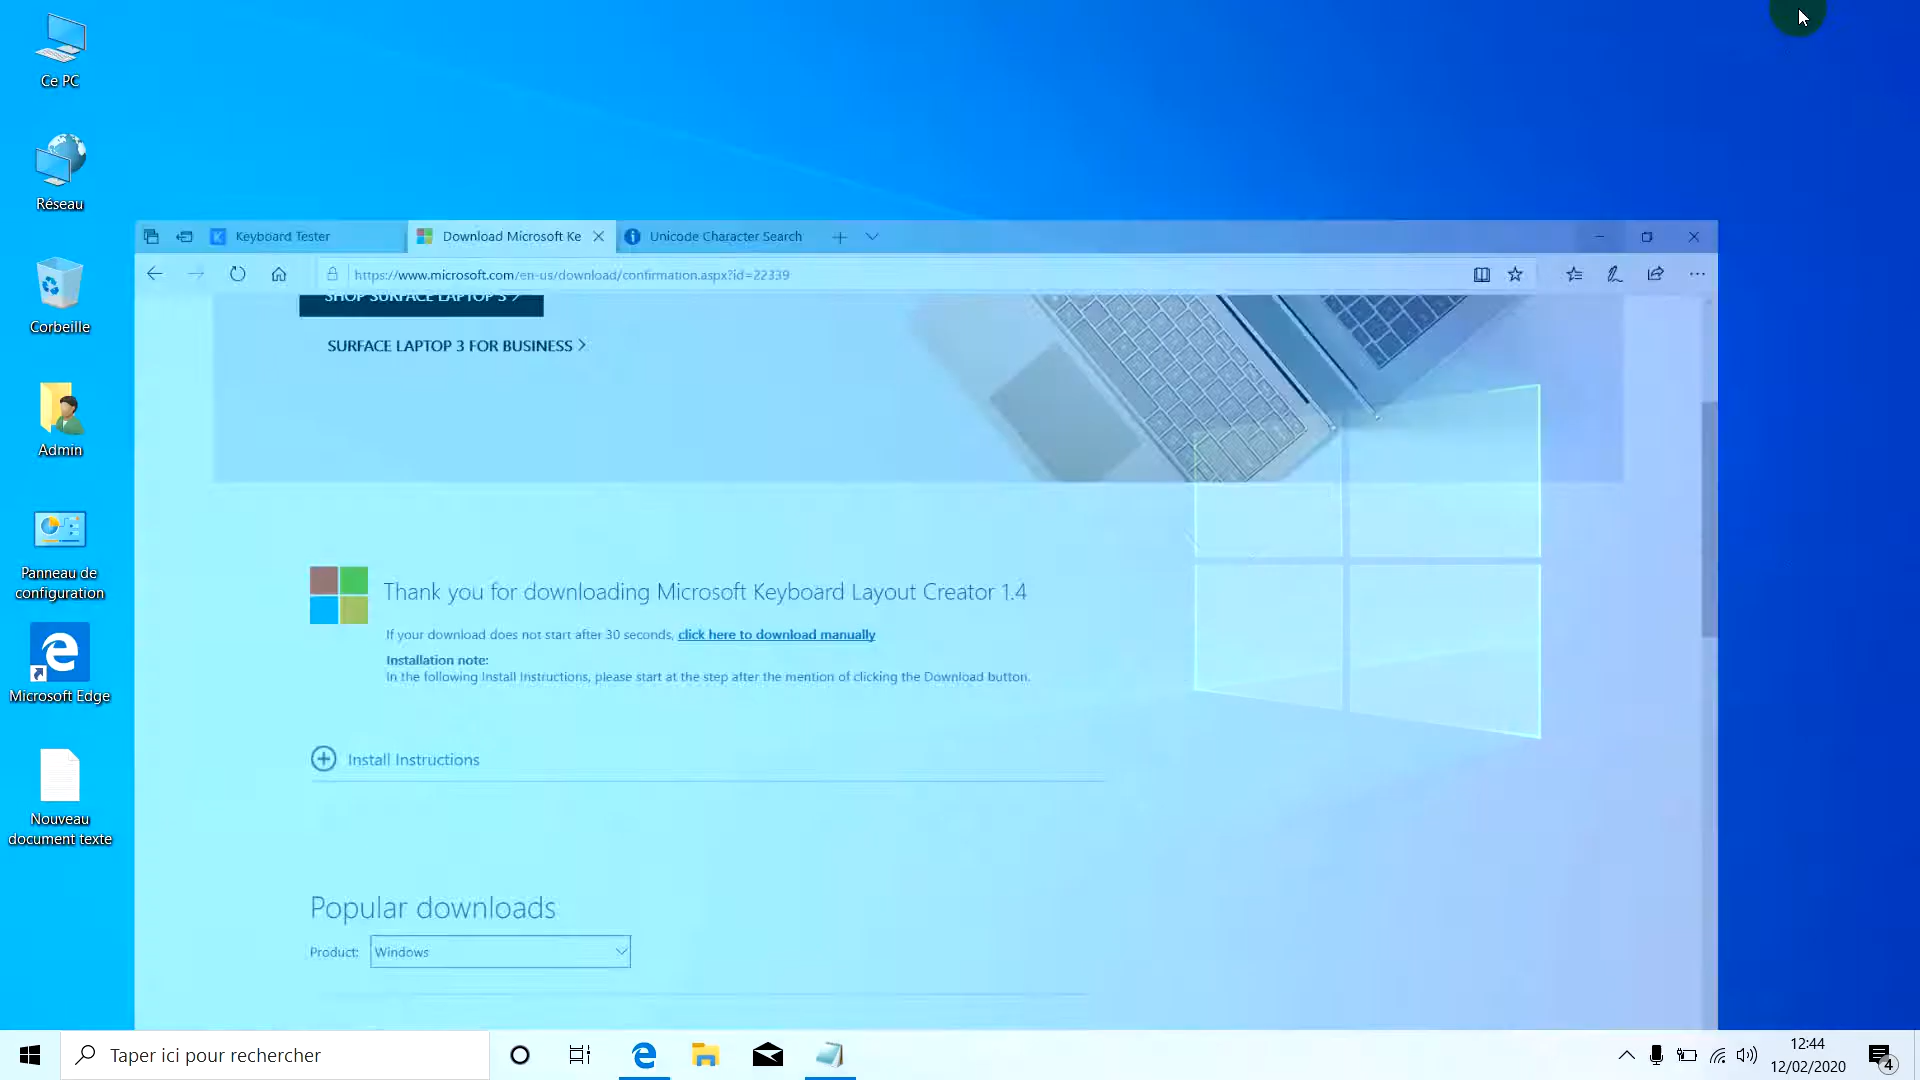 Ce PC
Réseau
Corbeille
Admin
Panneau de
configuration
Microsoft Edge
Nouveau
document texte
Keyboard Tester
Download Microsoft Ke
Unicode Character Search
https://www.microsoft.com/en-us/download/confirmation.aspx?id=22339
SHOP SURFACE LAPTOP 3 >
SURFACE LAPTOP 3 FOR BUSINESS >
Thank you for downloading Microsoft Keyboard Layout Creator 1.4
If your download does not start after 30 seconds, click here to download manually
Installation note:
In the following Install Instructions, please start at the step after the mention of clicking the Download button.
Install Instructions
Popular downloads
Product: Windows
Taper ici pour rechercher
12:44
12/02/2020
4